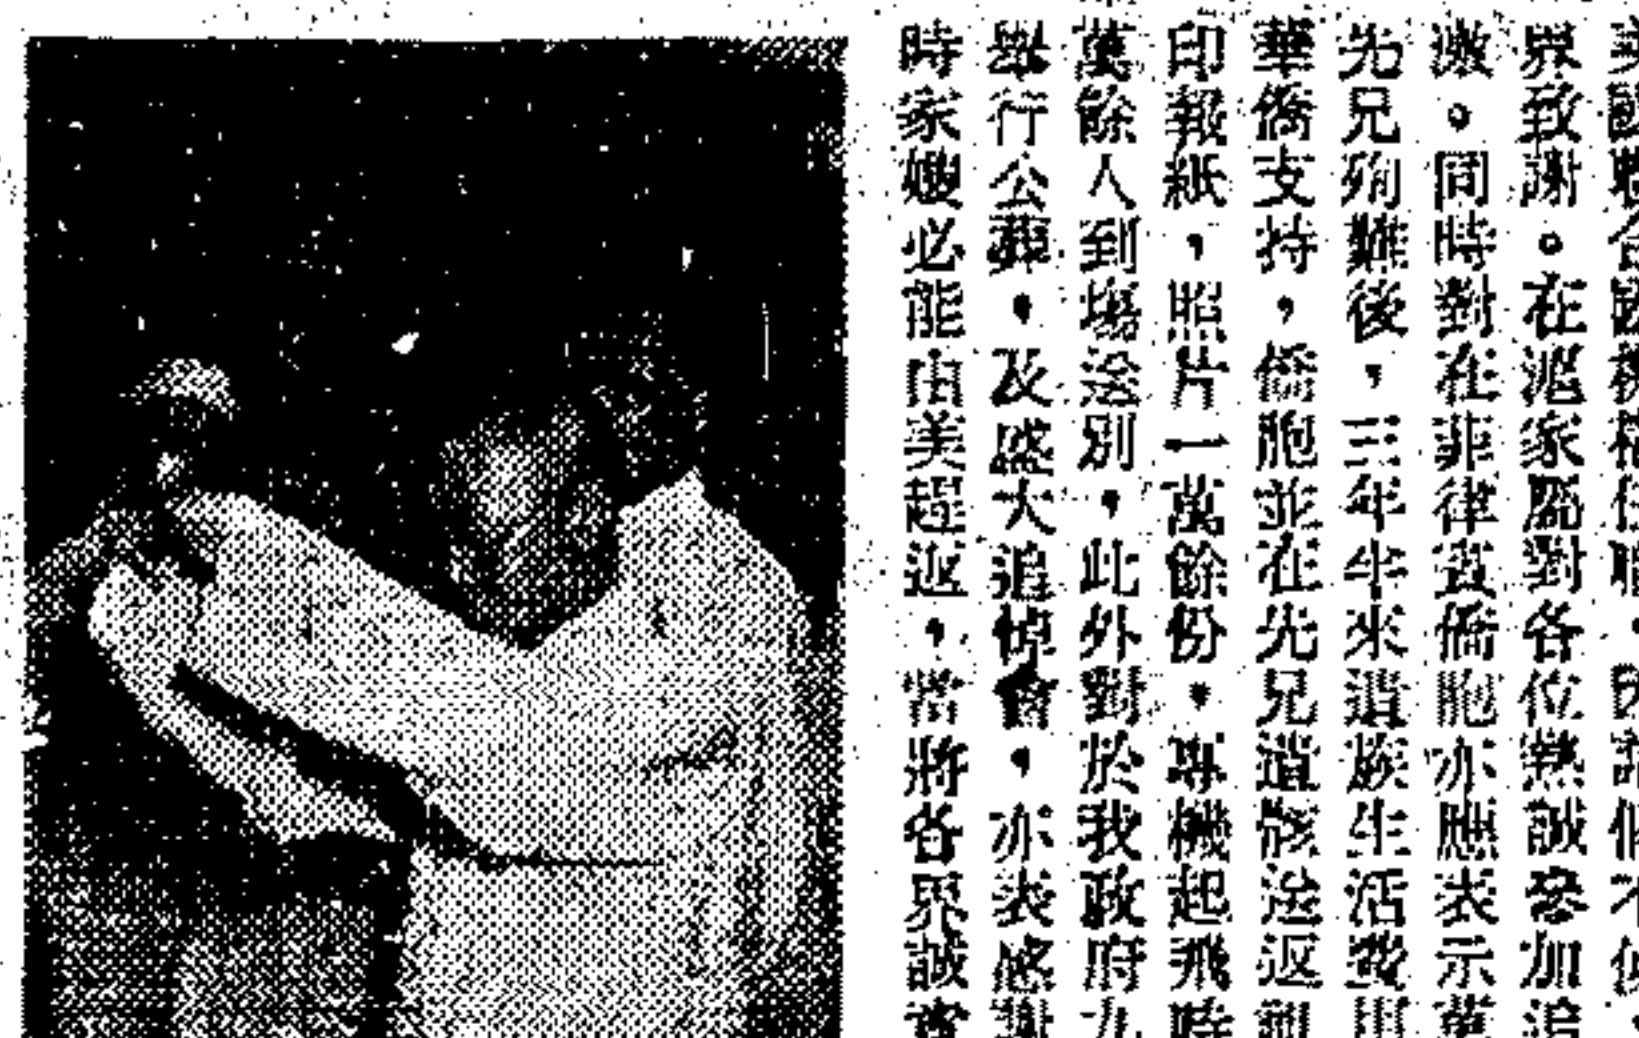 界致謝。在滬家屬對各位熱誠參加追
激。同時對在菲律賓僑胞亦應表示萬
先兄殉難後，三年半來遺族生活費用
華僑支持，僑胞並在先兄遺骸送返祖
印報紙，照片一萬餘份，專機起飛時
萬餘人到場送別，此外對於我政府九
舉行公葬，及盛大追悼會，亦表感謝
時家嫂必能由美趕返，當將各界誠意